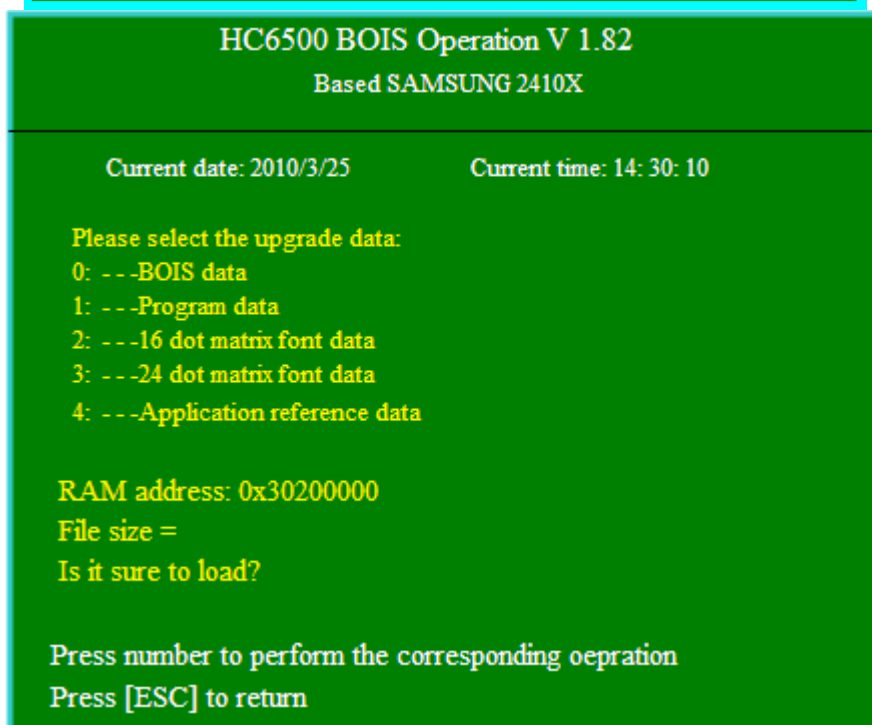 HC6500 BOIS Operation V 1.82
Based SAMSUNG 2410X
Current date: 2010/3/25 Current time: 14: 30: 10
Please select the upgrade data:
0: - - -BOIS data
1: - - -Program data
2: - - -16 dot matrix font data
3: - - -24 dot matrix font data
4: - - -Application reference data
RAM address: 0x30200000
File size =
Is it sure to load?
Press number to perform the corresponding oepration
Press [ESC] to return